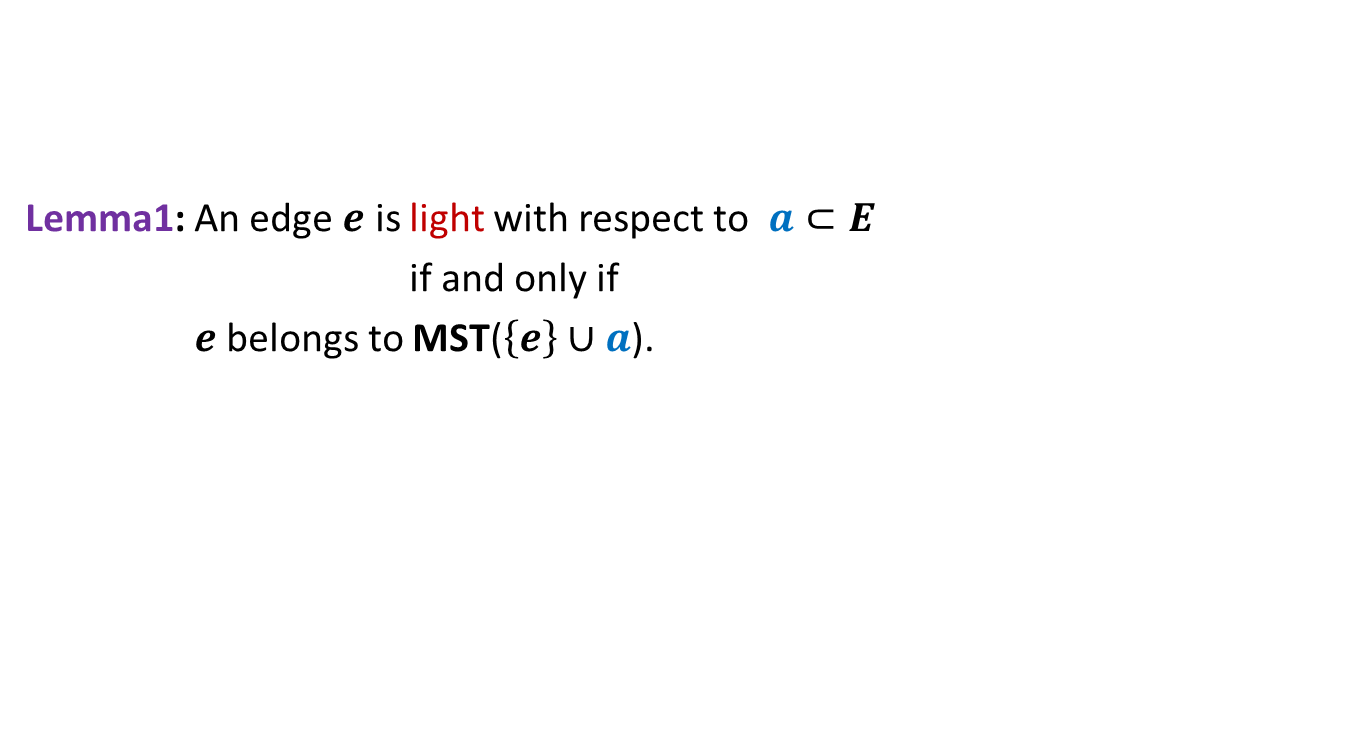 Lemma1: An edge 𝒆 is light with respect to 𝒂 ⊂ 𝑬
if and only if
𝒆 belongs to MST({𝒆} ∪ 𝒂).